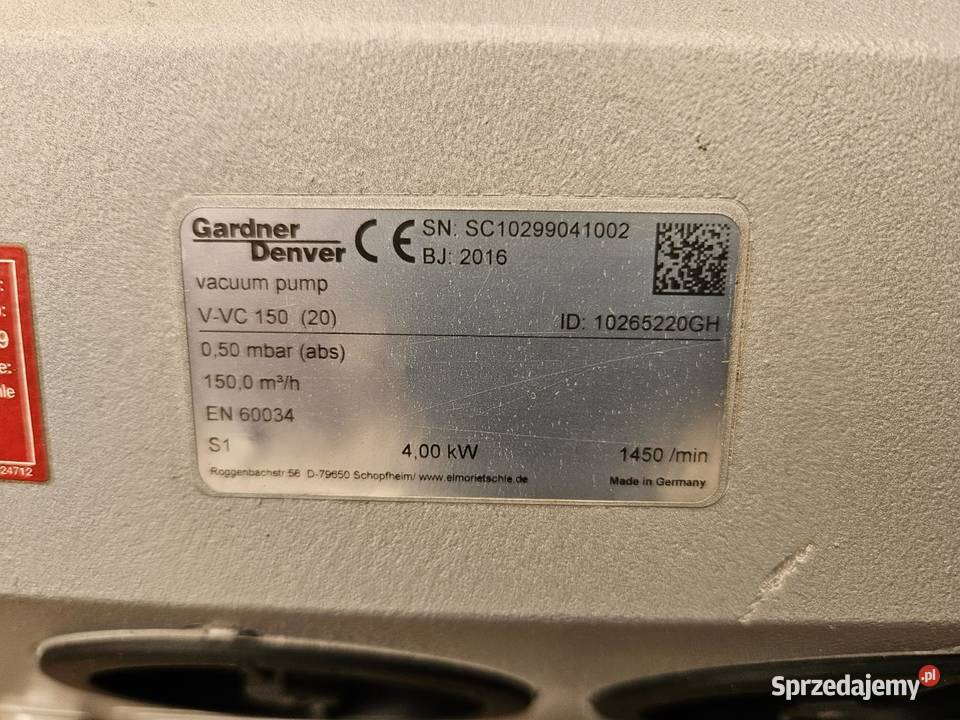 Gardner
Denver
CE
SN: SC10299041002
BJ: 2016
vacuum pump
V-VC 150 (20)
ID: 10265220GH
0,50 mbar (abs)
150,0 m³/h
EN 60034
S1 4,00 kW 1450 /min
Roggenbachstr 56 D-79650 Schopfheim/ www.elmorietschle.de
Made in Germany
9
24712
Sprzedajemy.pl